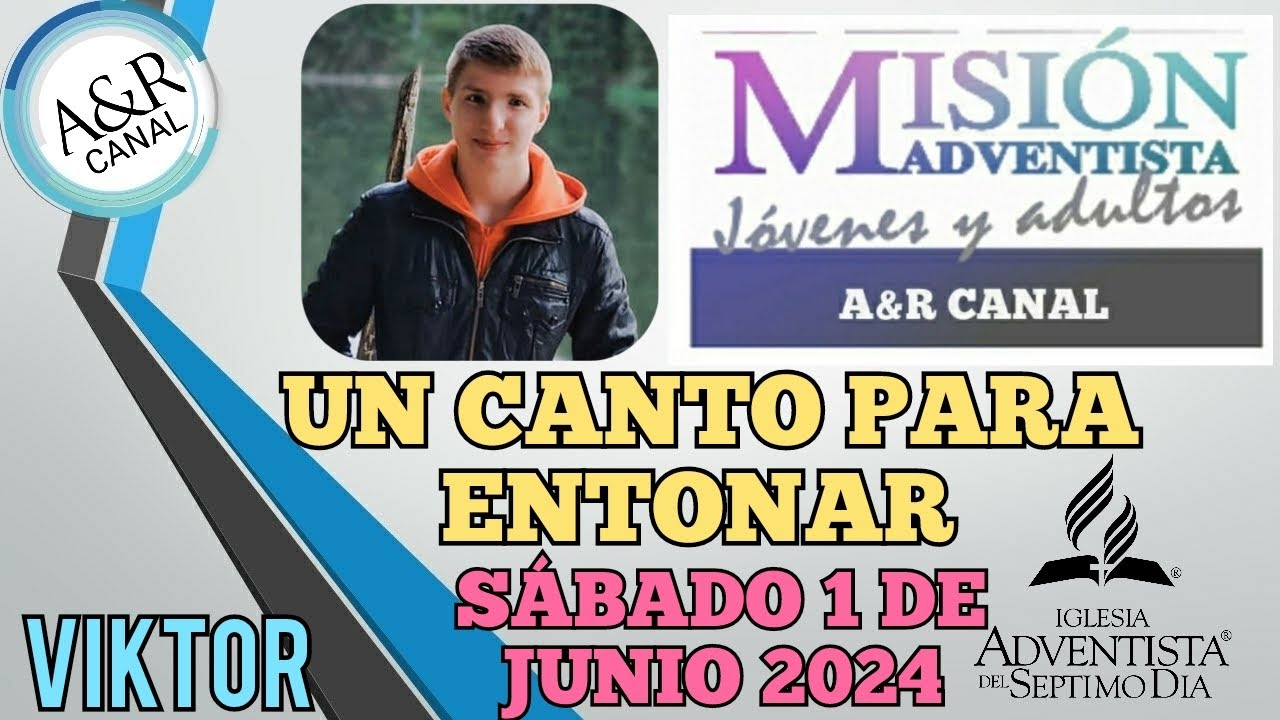 A&R
CANAL
MISIÓN
ADVENTISTA
Jóvenes y adultos
A&R CANAL
UN CANTO PARA
ENTONAR
SÁBADO 1 DE
JUNIO 2024
VIKTOR
®
IGLESIA
ADVENTISTA®
DEL SEPTIMO DIA